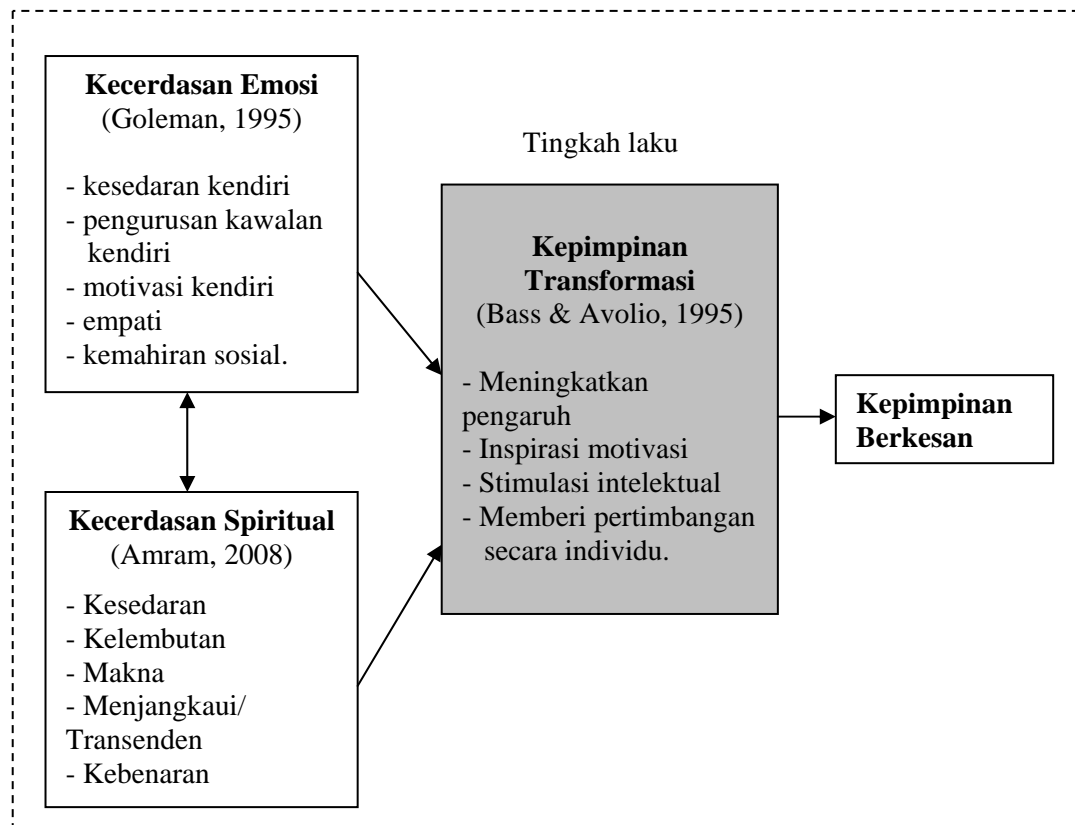 Kecerdasan Emosi
(Goleman, 1995)
- kesedaran kendiri
- pengurusan kawalan
kendiri
- motivasi kendiri
- empati
- kemahiran sosial.
Kecerdasan Spiritual
(Amram, 2008)
- Kesedaran
- Kelembutan
- Makna
- Menjangkaui/
Transenden
- Kebenaran
Tingkah laku
Kepimpinan
Transformasi
(Bass & Avolio, 1995)
- Meningkatkan
pengaruh
- Inspirasi motivasi
- Stimulasi intelektual
- Memberi pertimbangan
secara individu.
Kepimpinan
Berkesan